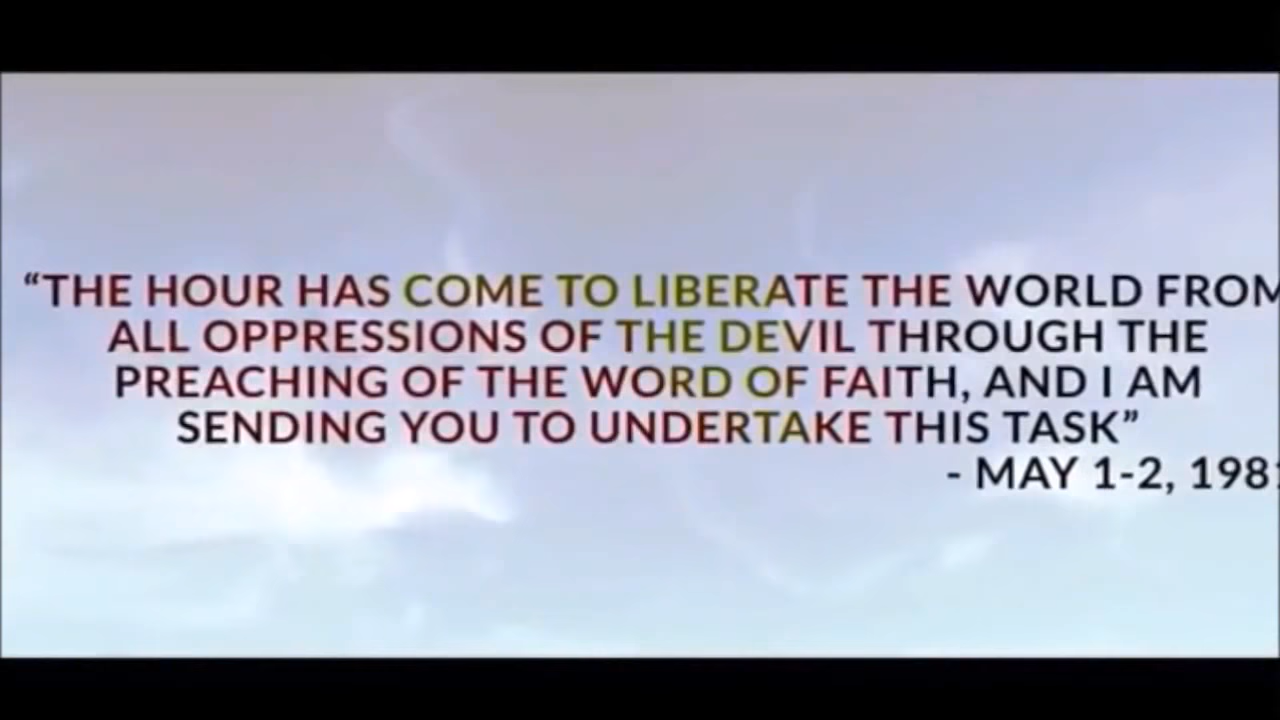 “THE HOUR HAS COME TO LIBERATE THE WORLD FROM
ALL OPPRESSIONS OF THE DEVIL THROUGH THE
PREACHING OF THE WORD OF FAITH, AND I AM
SENDING YOU TO UNDERTAKE THIS TASK”
- MAY 1-2, 1981